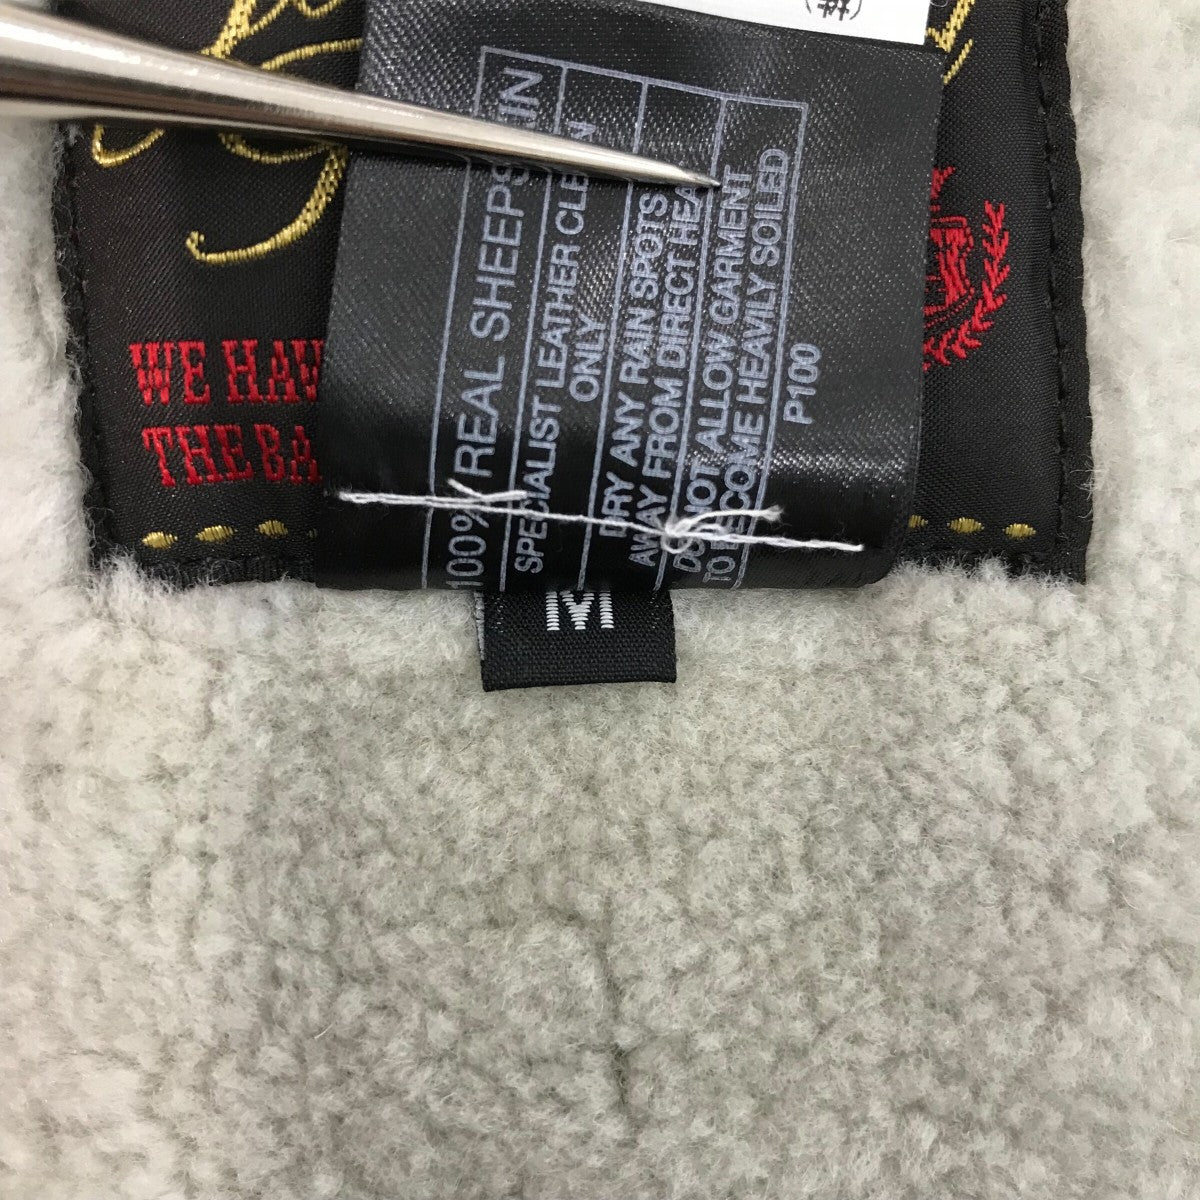 100% REAL SHEEPSKIN
SPECIALIST LEATHER CLEAN
ONLY
DRY ANY RAIN SPOTS
AWAY FROM DIRECT HEAT
DO NOT ALLOW GARMENT
TO BECOME HEAVILY SOILED
P100
WE HAV
THE BA
M